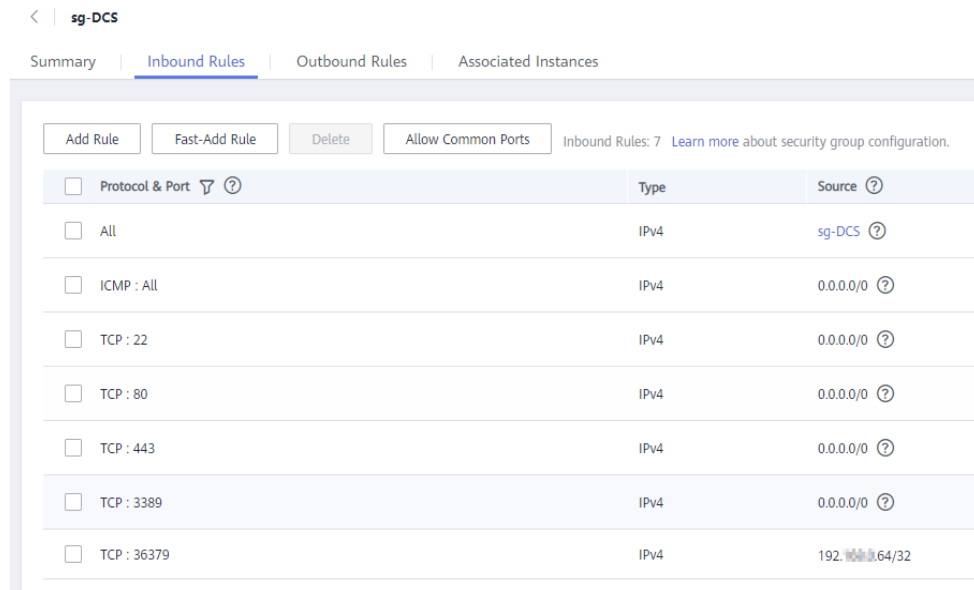 sg-DCS
Summary Inbound Rules Outbound Rules Associated Instances
Add Rule Fast-Add Rule Delete Allow Common Ports Inbound Rules: 7 Learn more about security group configuration.
Protocol & Port Type Source
All IPv4 sg-DCS
ICMP : All IPv4 0.0.0.0/0
TCP : 22 IPv4 0.0.0.0/0
TCP : 80 IPv4 0.0.0.0/0
TCP : 443 IPv4 0.0.0.0/0
TCP : 3389 IPv4 0.0.0.0/0
TCP : 36379 IPv4 192. .64/32